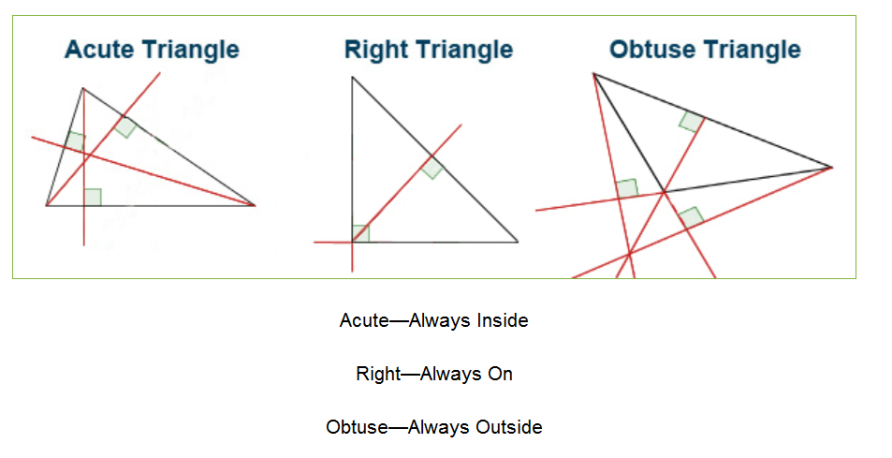 Acute Triangle Right Triangle Obtuse Triangle
Acute—Always Inside
Right—Always On
Obtuse—Always Outside